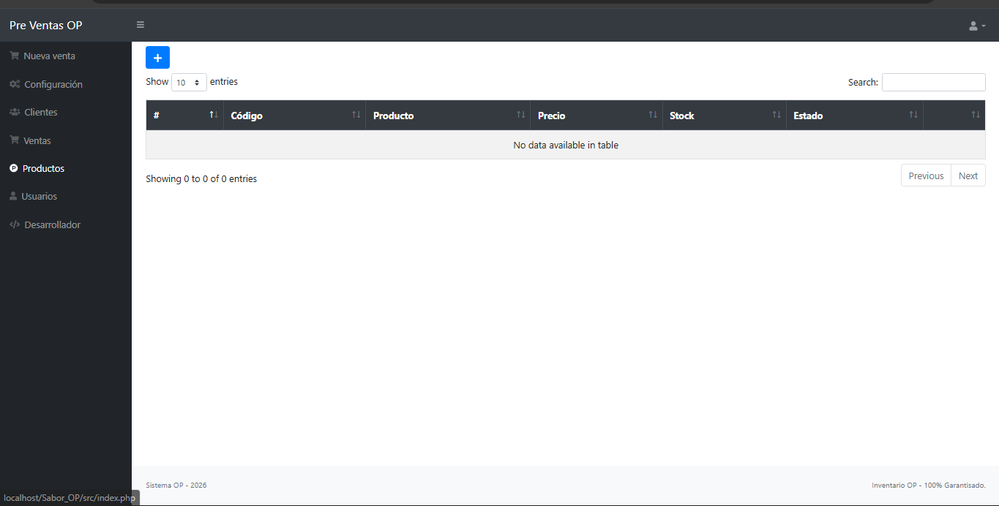 Pre Ventas OP
Nueva venta
Configuración
Clientes
Ventas
Productos
Usuarios
Desarrollador
Show 10 entries
Search:
# Código Producto Precio Stock Estado
No data available in table
Showing 0 to 0 of 0 entries
Previous Next
Sistema OP - 2026
Inventario OP - 100% Garantisado.
localhost/Sabor_OP/src/index.php